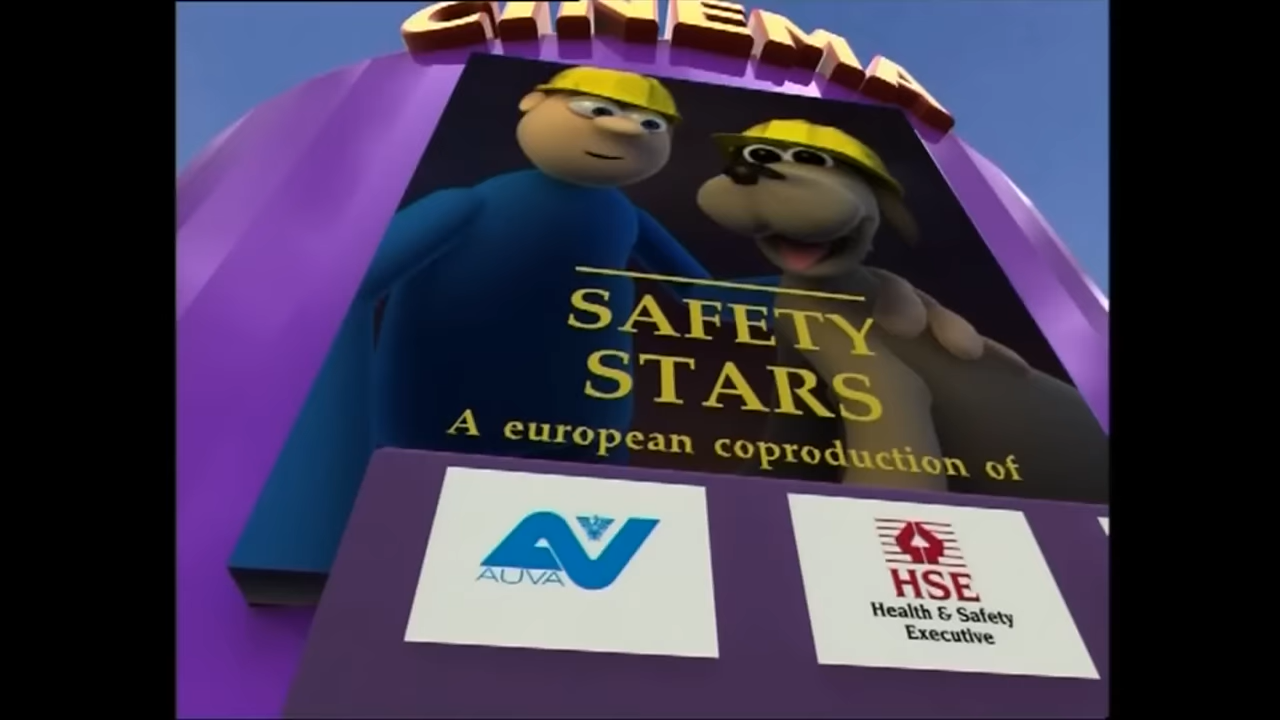 CINEMA
SAFETY
STARS
A european coproduction of
AUVA
HSE
Health & Safety
Executive